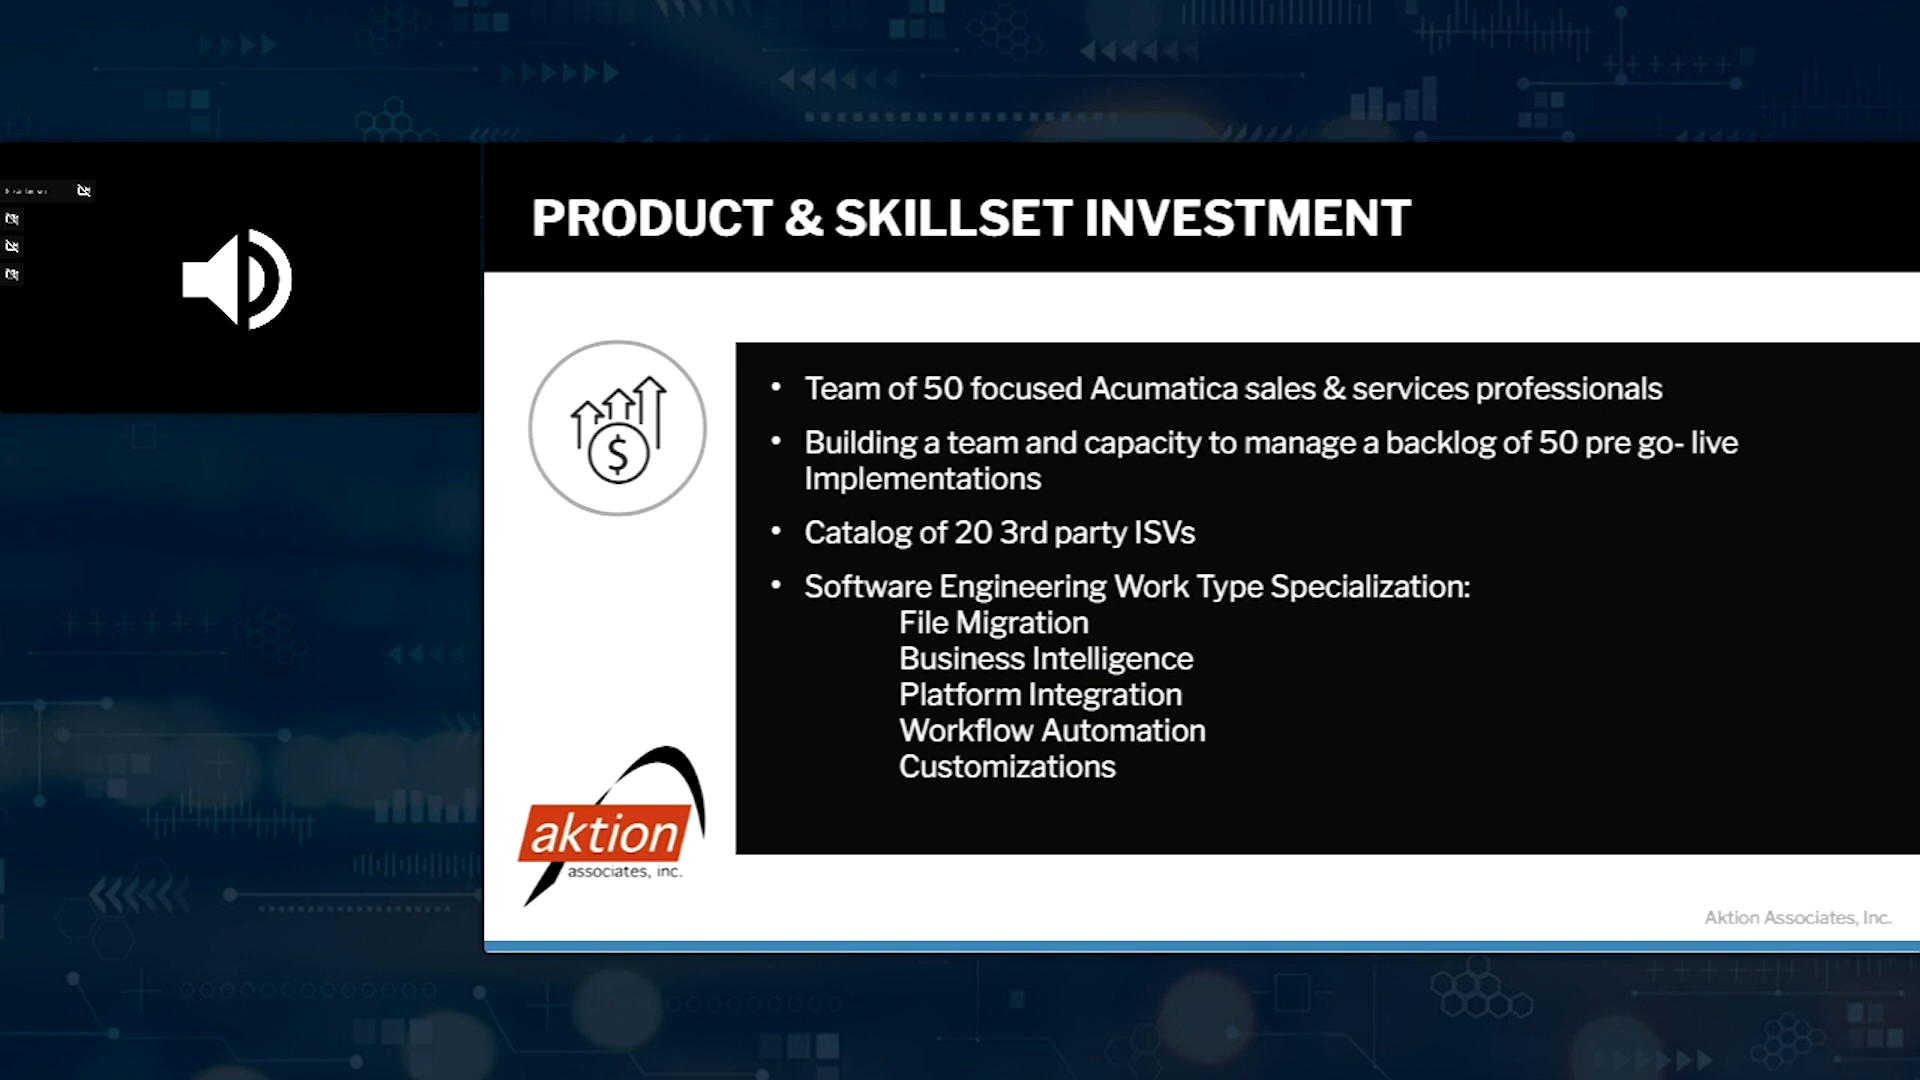 PRODUCT & SKILLSET INVESTMENT
• Team of 50 focused Acumatica sales & services professionals
• Building a team and capacity to manage a backlog of 50 pre go- live
Implementations
• Catalog of 20 3rd party ISVs
• Software Engineering Work Type Specialization:
File Migration
Business Intelligence
Platform Integration
Workflow Automation
Customizations
$
aktion
associates, inc.
Aktion Associates, Inc.